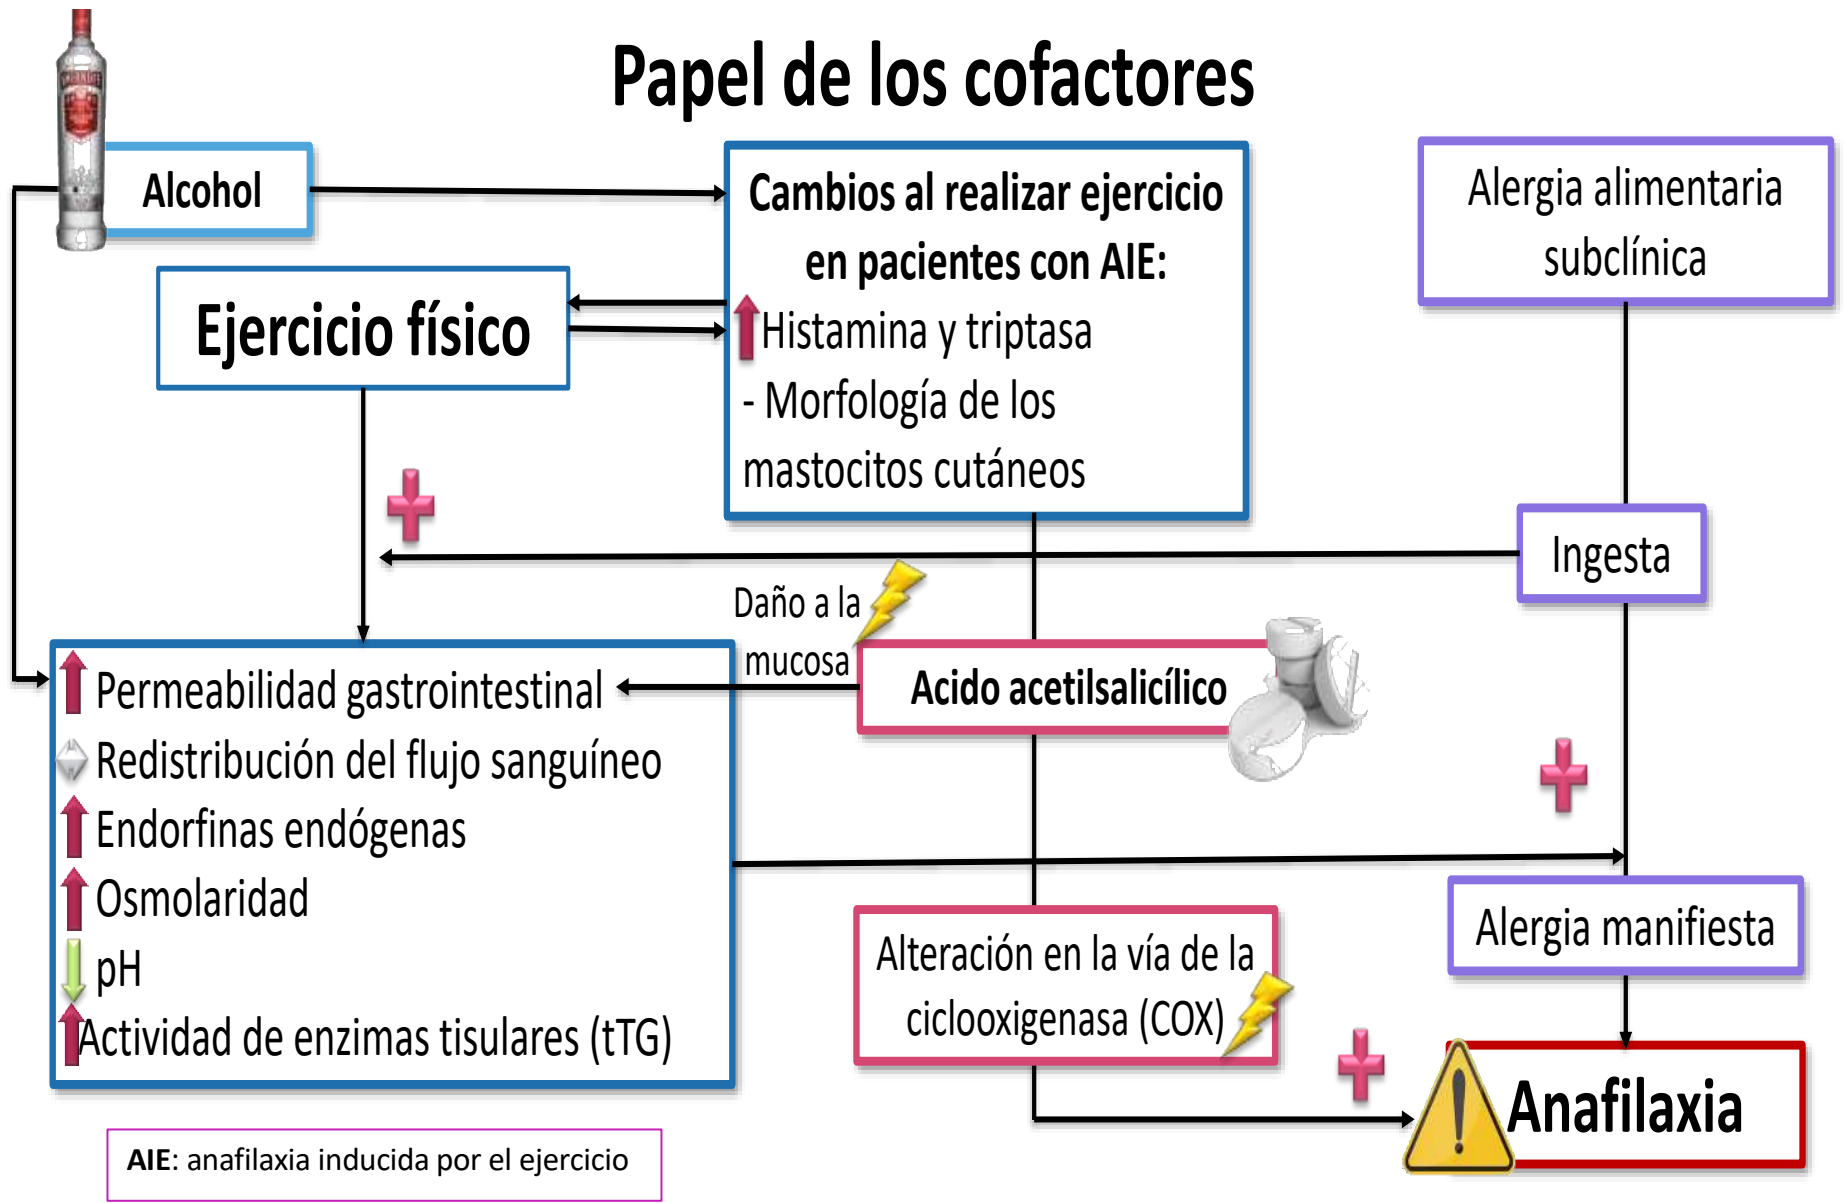 Papel de los cofactores
Alcohol
Cambios al realizar ejercicio
en pacientes con AIE:
Histamina y triptasa
- Morfología de los
mastocitos cutáneos
Alergia alimentaria
subclínica
Ejercicio físico
Ingesta
Daño a la
mucosa
Acido acetilsalicílico
Permeabilidad gastrointestinal
Redistribución del flujo sanguíneo
Endorfinas endógenas
Osmolaridad
pH
Actividad de enzimas tisulares (tTG)
Alteración en la vía de la
ciclooxigenasa (COX)
Alergia manifiesta
Anafilaxia
AIE: anafilaxia inducida por el ejercicio